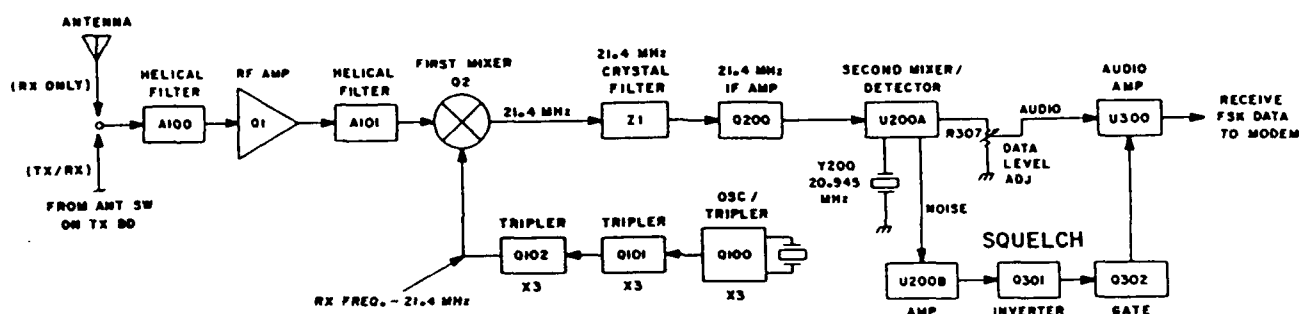 ANTENNA
(RX ONLY)
(TX/RX)
FROM ANT SW
ON TX BD
HELICAL
FILTER
A100
RF AMP
Q1
HELICAL
FILTER
A101
FIRST MIXER
Q2
21.4 MHz
21.4 MHz
CRYSTAL
FILTER
Z1
21.4 MHz
IF AMP
Q200
SECOND MIXER/
DETECTOR
U200A
R307
AUDIO
DATA
LEVEL
ADJ
AUDIO
AMP
U300
RECEIVE
FSK DATA
TO MODEM
Y200
20.945
MHz
NOISE
TRIPLER
Q102
X3
TRIPLER
Q101
X3
OSC/
TRIPLER
Q100
X3
RX FREQ. - 21.4 MHz
SQUELCH
U200B
AMP
Q301
INVERTER
Q302
GATE